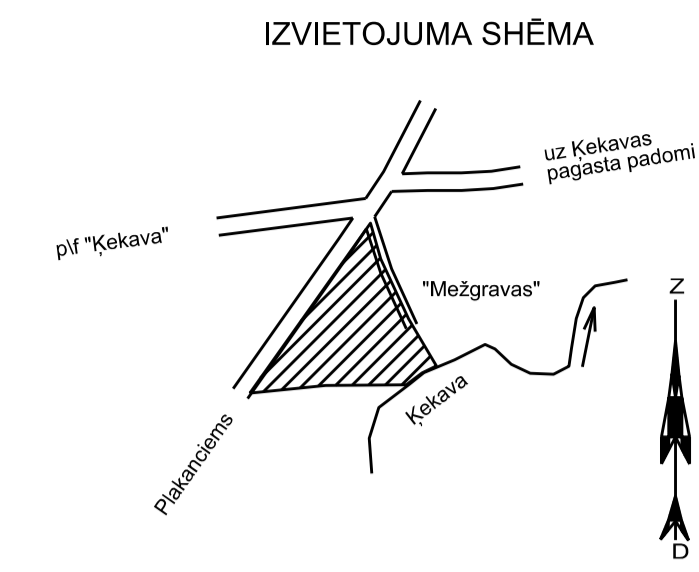 IZVIETOJUMA SHĒMA
uz Ķekavas
pagasta padomi
p\f "Ķekava"
"Mežgravas"
Z
Ķekava
Plakanciems
D